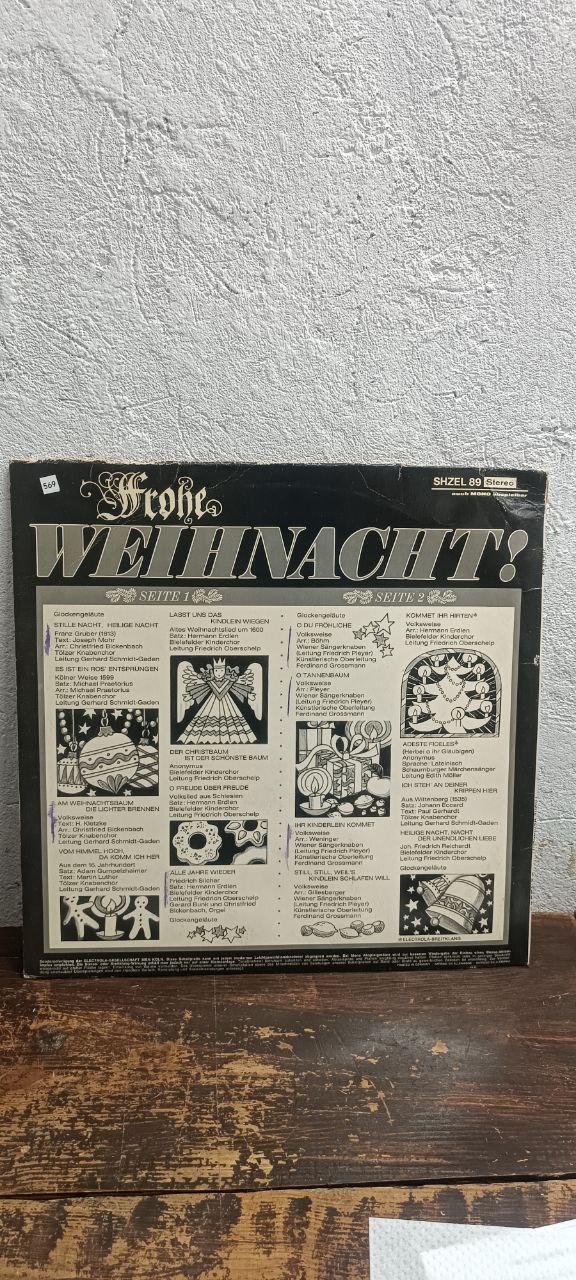 569
SHZEL 89 Stereo
auch MONO abspielbar
Frohe
WEIHNACHT!
SEITE 1
Glockengeläute
STILLE NACHT, HEILIGE NACHT
Franz Gruber (1813)
Text: Joseph Mohr
Arr.: Christfried Bickenbach
Tölzer Knabenchor
Leitung Gerhard Schmidt-Gaden
ES IST EIN ROS' ENTSPRUNGEN
Kölner Weise 1599
Satz: Michael Praetorius
Arr.: Michael Praetorius
Tölzer Knabenchor
Leitung Gerhard Schmidt-Gaden
AM WEIHNACHTSBAUM
DIE LICHTER BRENNEN
Volksweise
Text: H. Kletzke
Arr.: Christfried Bickenbach
Tölzer Knabenchor
Leitung Gerhard Schmidt-Gaden
VOM HIMMEL HOCH,
DA KOMM ICH HER
Aus dem 16. Jahrhundert
Satz: Adam Gumpelzhaimer
Text: Martin Luther
Tölzer Knabenchor
Leitung Gerhard Schmidt-Gaden
LASST UNS DAS
KINDLEIN WIEGEN
Altes Weihnachtslied um 1600
Satz: Hermann Erdlen
Bielefelder Kinderchor
Leitung Friedrich Oberschelp
DER CHRISTBAUM
IST DER SCHÖNSTE BAUM
Anonymus
Bielefelder Kinderchor
Leitung Friedrich Oberschelp
O FREUDE ÜBER FREUDE
Volkslied aus Schlesien
Satz: Hermann Erdlen
Bielefelder Kinderchor
Leitung Friedrich Oberschelp
ALLE JAHRE WIEDER
Friedrich Silcher
Satz: Hermann Erdlen
Bielefelder Kinderchor
Leitung Friedrich Oberschelp
Gerard Bunk und Christfried
Bickenbach, Orgel
SEITE 2
Glockengeläute
O DU FRÖHLICHE
Volksweise
Arr.: Böhm
Wiener Sängerknaben
(Leitung Friedrich Pleyer)
Künstlerische Oberleitung
Ferdinand Grossmann
O TANNENBAUM
Volksweise
Arr.: Pleyer
Wiener Sängerknaben
(Leitung Friedrich Pleyer)
Künstlerische Oberleitung
Ferdinand Grossmann
IHR KINDERLEIN KOMMET
Volksweise
Arr.: Weninger
Wiener Sängerknaben
(Leitung Friedrich Pleyer)
Künstlerische Oberleitung
Ferdinand Grossmann
STILL, STILL, WEIL'S
KINDLEIN SCHLAFEN WILL
Volksweise
Arr.: Gillesberger
Wiener Sängerknaben
(Leitung Friedrich Pleyer)
Künstlerische Oberleitung
Ferdinand Grossmann
KOMMET IHR HIRTEN*
Volksweise
Arr.: Hermann Erdlen
Bielefelder Kinderchor
Leitung Friedrich Oberschelp
ADESTE FIDELES*
(Herbei o ihr Gläubigen)
Anonymus
Sprache: Lateinisch
Schaumburger Märchensänger
Leitung Edith Möller
ICH STEH' AN DEINER
KRIPPEN HIER
Aus Wittenberg (1535)
Satz: Johann Eccard
Text: Paul Gerhardt
Tölzer Knabenchor
Leitung Gerhard Schmidt-Gaden
HEILIGE NACHT, NACHT
DER UNENDLICHEN LIEBE
Joh. Friedrich Reichardt
Bielefelder Kinderchor
Leitung Friedrich Oberschelp
Glockengeläute
* ELECTROLA-BREITKLANG